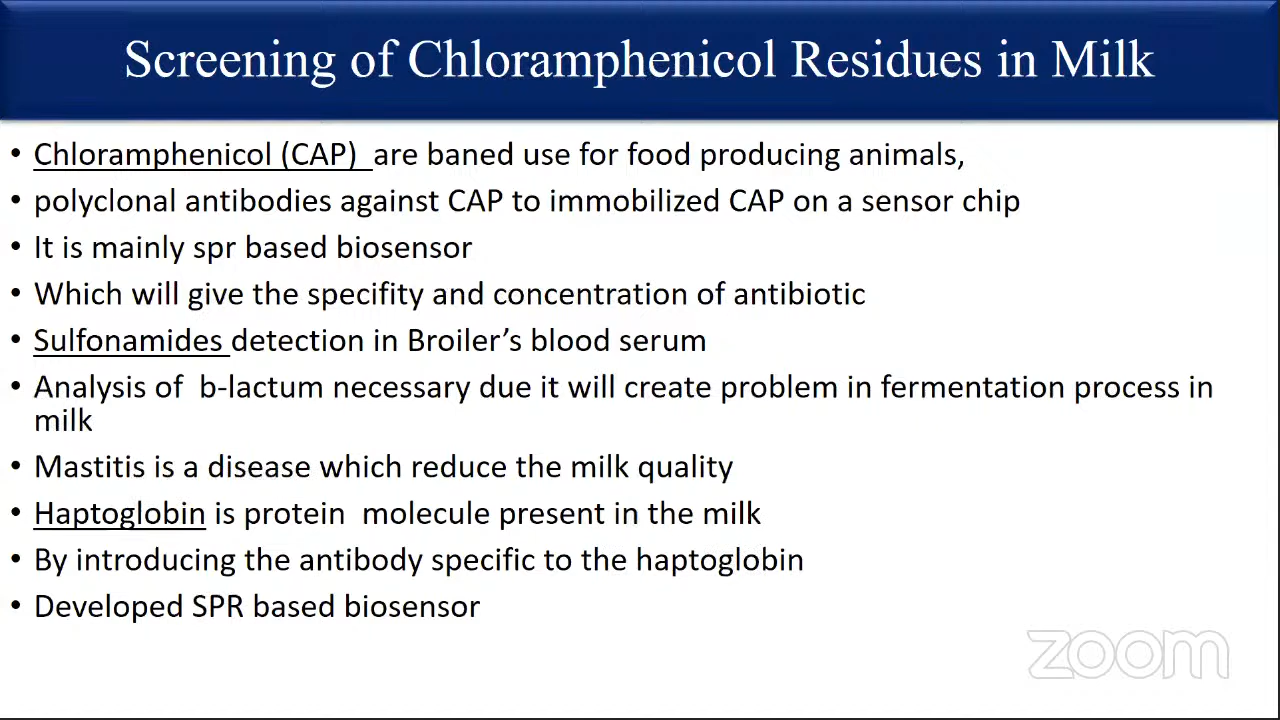 Screening of Chloramphenicol Residues in Milk
• Chloramphenicol (CAP) are baned use for food producing animals,
• polyclonal antibodies against CAP to immobilized CAP on a sensor chip
• It is mainly spr based biosensor
• Which will give the specifity and concentration of antibiotic
• Sulfonamides detection in Broiler’s blood serum
• Analysis of  b-lactum necessary due it will create problem in fermentation process in
milk
• Mastitis is a disease which reduce the milk quality
• Haptoglobin is protein  molecule present in the milk
• By introducing the antibody specific to the haptoglobin
• Developed SPR based biosensor
zoom